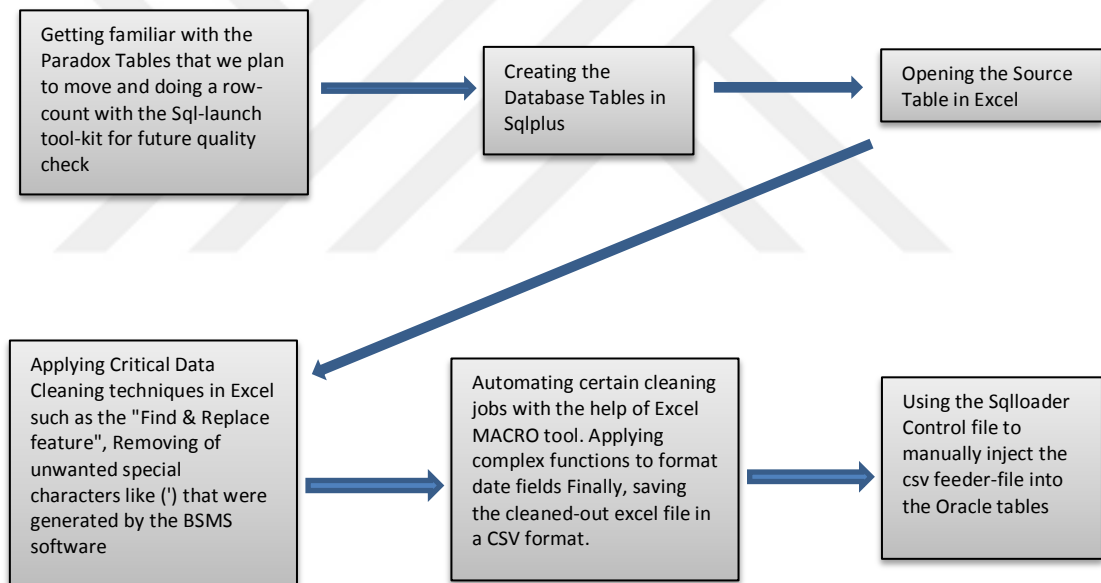 Getting familiar with the
Paradox Tables that we plan
to move and doing a row-
count with the Sql-launch
tool-kit for future quality
check
Creating the
Database Tables in
Sqlplus
Opening the Source
Table in Excel
Applying Critical Data
Cleaning techniques in Excel
such as the "Find & Replace
feature", Removing of
unwanted special
characters like (') that were
generated by the BSMS
software
Automating certain cleaning
jobs with the help of Excel
MACRO tool. Applying
complex functions to format
date fields Finally, saving
the cleaned-out excel file in
a CSV format.
Using the Sqlloader
Control file to
manually inject the
csv feeder-file into
the Oracle tables